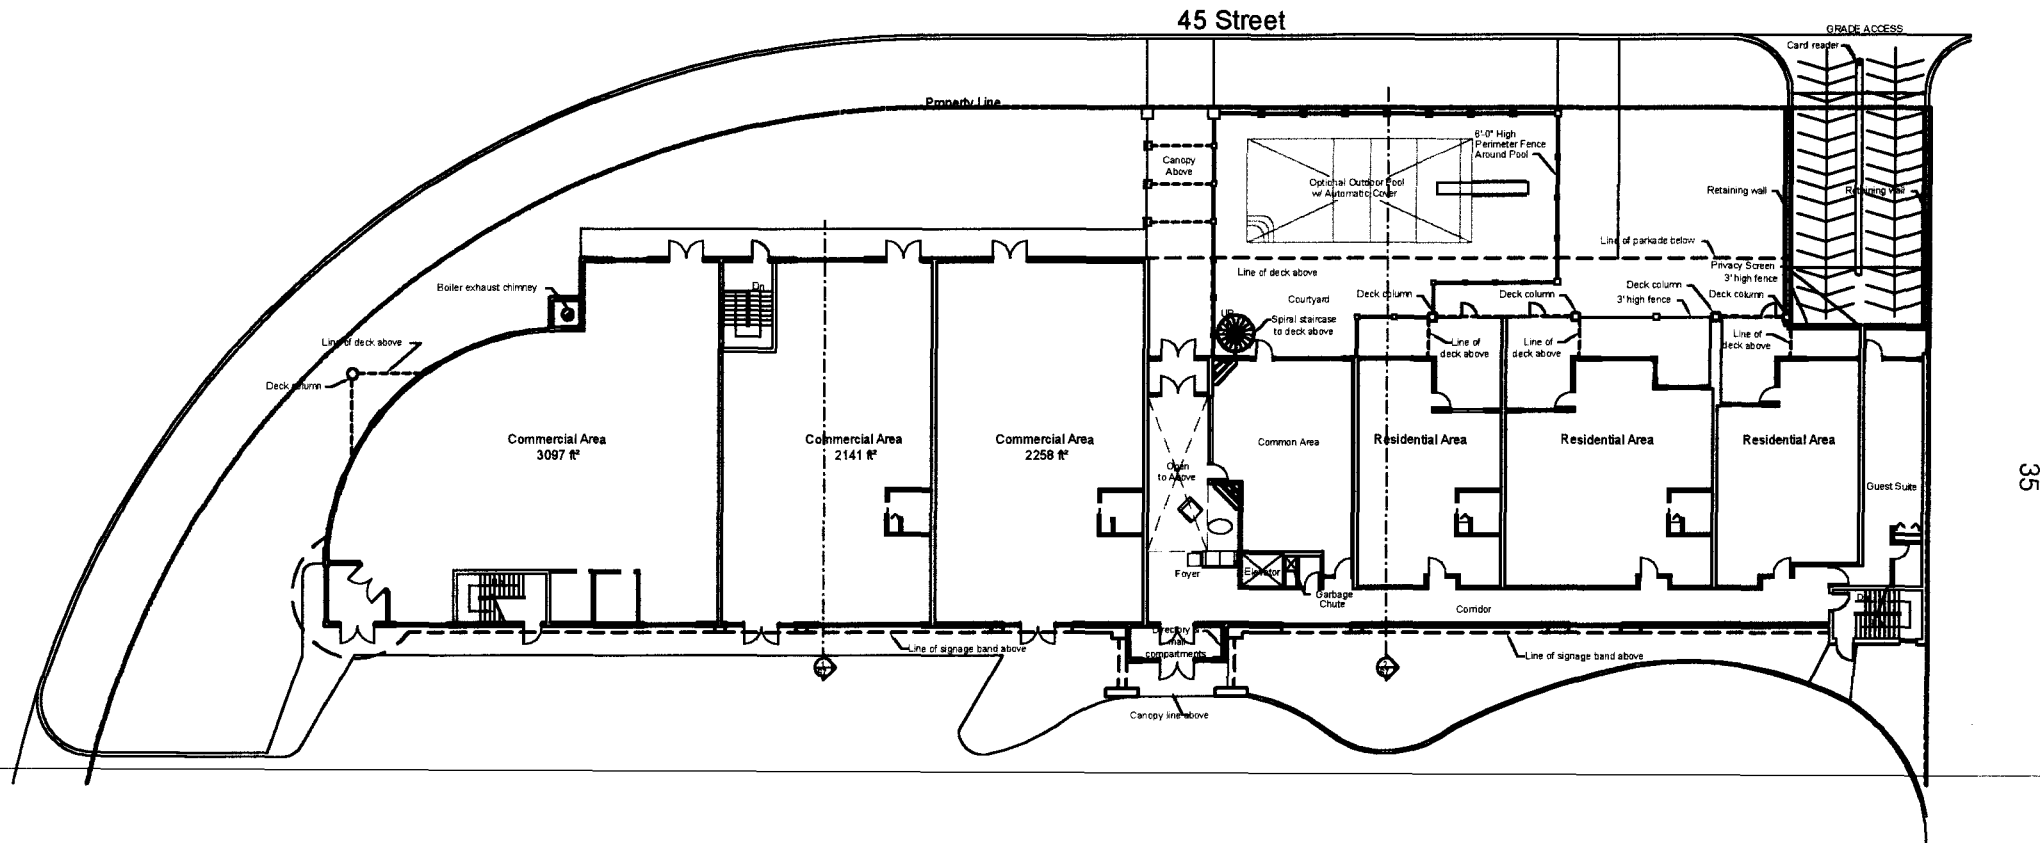 45 Street
GRADE ACCESS
Card reader
Property Line
6'-0" High
Perimeter Fence
Around Pool
Canopy
Above
Optional Outdoor Pool
w/ Automatic Cover
Retaining wall
Retaining wall
Line of parkade below
Line of deck above
Privacy Screen
3' high fence
Boiler exhaust chimney
Dn
Courtyard
Deck column
Deck column
Deck column
3' high fence
Deck column
UP
Spiral staircase
to deck above
Line of deck above
Line of
deck above
Line of
deck above
Line of
deck above
Deck column
Commercial Area
3097 ft²
Commercial Area
2141 ft²
Commercial Area
2258 ft²
Common Area
Residential Area
Residential Area
Residential Area
Open
to Above
Guest Suite
35
Foyer
Elevator
Garbage
Chute
Corridor
Directory &
mail
compartments
Line of signage band above
Line of signage band above
Canopy line above